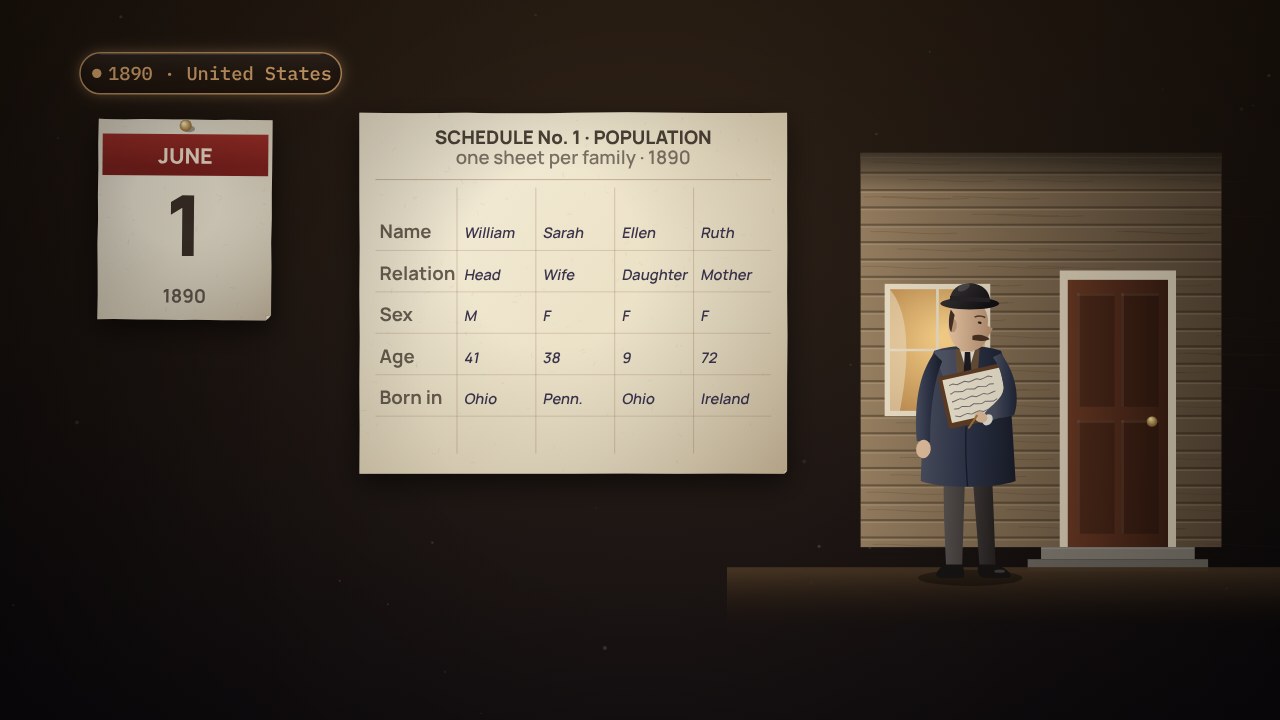 1890 · United States
JUNE
1
1890
SCHEDULE No. 1 · POPULATION
one sheet per family · 1890
Name William Sarah Ellen Ruth
Relation Head Wife Daughter Mother
Sex M F F F
Age 41 38 9 72
Born in Ohio Penn. Ohio Ireland